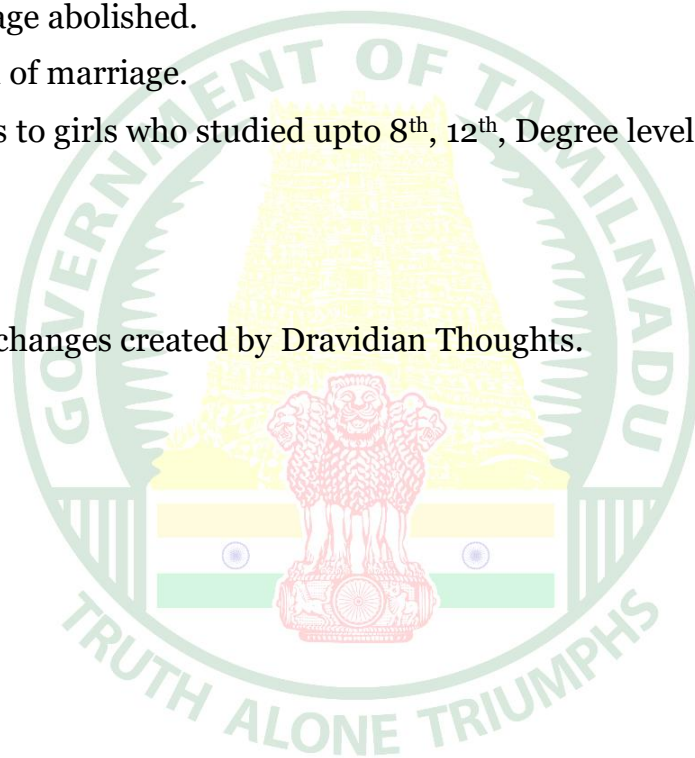 age abolished.
of marriage.
s to girls who studied upto 8th, 12th, Degree level
changes created by Dravidian Thoughts.
GOVERNMENT OF TAMILNADU
TRUTH ALONE TRIUMPHS